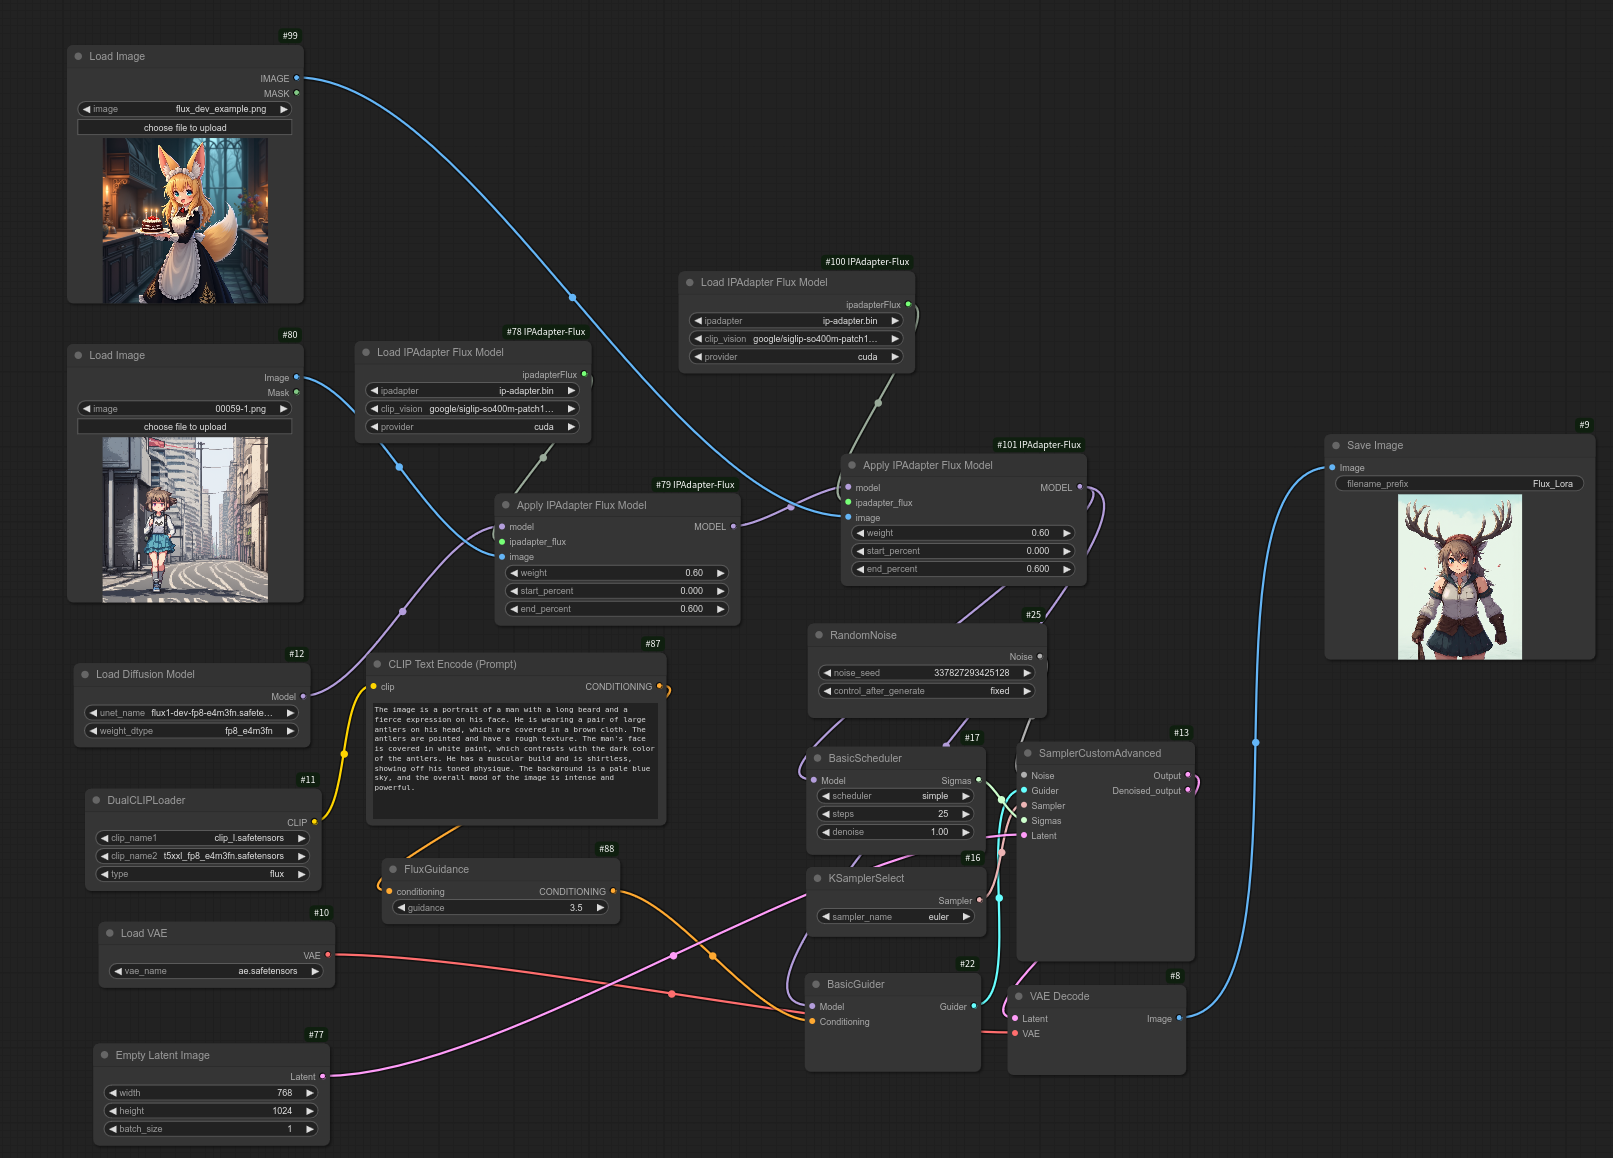 #99
Load Image
IMAGE
MASK
image flux_dev_example.png
choose file to upload
#80
Load Image
Image
Mask
image 00059-1.png
choose file to upload
#78 IPAdapter-Flux
Load IPAdapter Flux Model
ipadapterFlux
ipadapter ip-adapter.bin
clip_vision google/siglip-so400m-patch1...
provider cuda
#100 IPAdapter-Flux
Load IPAdapter Flux Model
ipadapterFlux
ipadapter ip-adapter.bin
clip_vision google/siglip-so400m-patch1...
provider cuda
#79 IPAdapter-Flux
Apply IPAdapter Flux Model
model MODEL
ipadapter_flux
image
weight 0.60
start_percent 0.000
end_percent 0.600
#101 IPAdapter-Flux
Apply IPAdapter Flux Model
model MODEL
ipadapter_flux
image
weight 0.60
start_percent 0.000
end_percent 0.600
#9
Save Image
Image
filename_prefix Flux_Lora
#12
Load Diffusion Model
Model
unet_name flux1-dev-fp8-e4m3fn.safete...
weight_dtype fp8_e4m3fn
#87
CLIP Text Encode (Prompt)
clip CONDITIONING
The image is a portrait of a man with a long beard and a
fierce expression on his face. He is wearing a pair of large
antlers on his head, which are covered in a brown cloth. The
antlers are pointed and have a rough texture. The man's face
is covered in white paint, which contrasts with the dark color
of the antlers. He has a muscular build and is shirtless,
showing off his toned physique. The background is a pale blue
sky, and the overall mood of the image is intense and
powerful.
#11
DualCLIPLoader
CLIP
clip_name1 clip_l.safetensors
clip_name2 t5xxl_fp8_e4m3fn.safetensors
type flux
#88
FluxGuidance
conditioning CONDITIONING
guidance 3.5
#10
Load VAE
VAE
vae_name ae.safetensors
#77
Empty Latent Image
Latent
width 768
height 1024
batch_size 1
#25
RandomNoise
Noise
noise_seed 337827293425128
control_after_generate fixed
#17
BasicScheduler
Model Sigmas
scheduler simple
steps 25
denoise 1.00
#13
SamplerCustomAdvanced
Noise Output
Guider Denoised_output
Sampler
Sigmas
Latent
#16
KSamplerSelect
Sampler
sampler_name euler
#22
BasicGuider
Model Guider
Conditioning
#8
VAE Decode
Latent Image
VAE